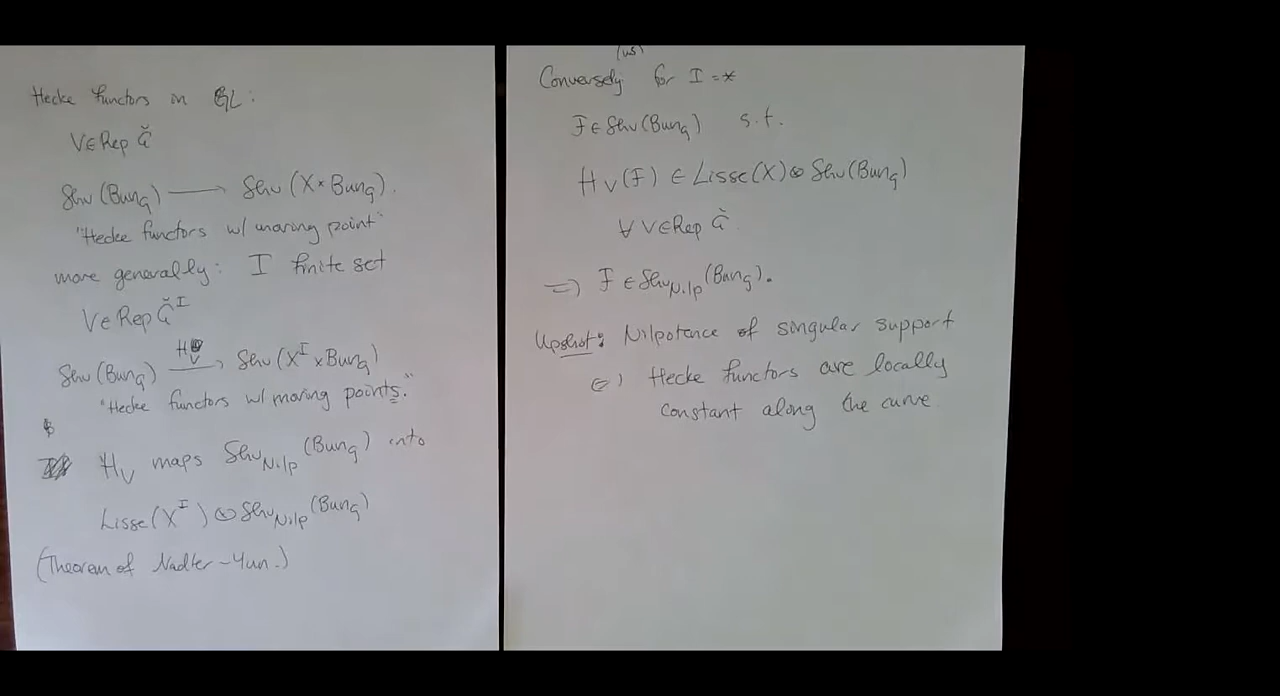 Hecke functors in GL:
V∈Rep Ǧ
Shv(Bun_G) ⟶ Shv(X×Bun_G).
"Hecke functors w/ moving point"
more generally: I finite set
V∈Rep Ǧ^I
Shv(Bun_G) —H_V→ Shv(X^I×Bun_G)
"Hecke functors w/ moving points."
H_V maps Shv_Nilp(Bun_G) into
Lisse(X^I)⊗Shv_Nilp(Bun_G)
(Theorem of Nadler-Yun.)
(us)
Conversely for I=*
F∈Shv(Bun_G) s.t.
H_V(F)∈Lisse(X)⊗Shv(Bun_G)
∀ V∈Rep Ǧ.
⇒ F∈Shv_Nilp(Bun_G).
Upshot: Nilpotence of singular support
⇔ Hecke functors are locally
constant along the curve.